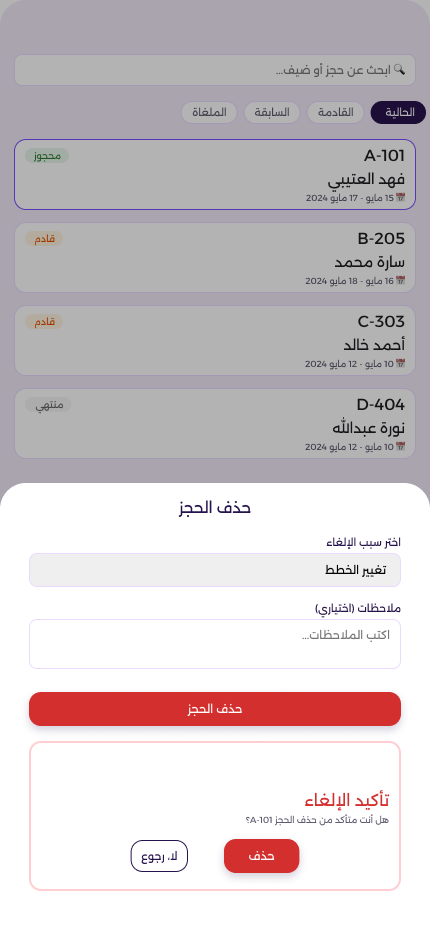 🔍 ابحث عن حجز أو ضيف...
الحالية القادمة السابقة الملغاة
A-101 محجوز
فهد العتيبي
📅 15 مايو - 17 مايو 2024
B-205 قادم
سارة محمد
📅 16 مايو - 18 مايو 2024
C-303 قادم
أحمد خالد
📅 10 مايو - 12 مايو 2024
D-404 منتهي
نورة عبدالله
📅 10 مايو - 12 مايو 2024
حذف الحجز
اختر سبب الإلغاء
تغيير الخطط
ملاحظات (اختياري)
اكتب الملاحظات...
حذف الحجز
تأكيد الإلغاء
هل أنت متأكد من حذف الحجز A-101؟
حذف لا، رجوع